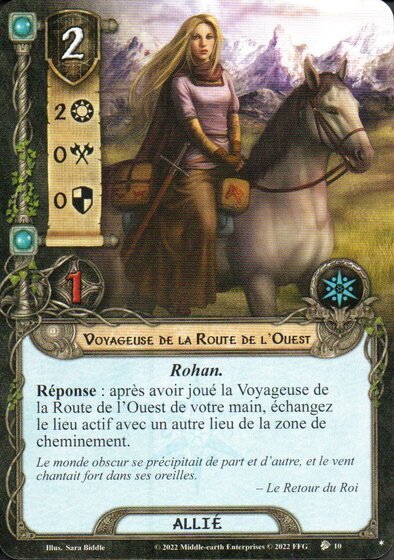 2
2
0
0
1
Voyageuse de la Route de l'Ouest
Rohan.
Réponse : après avoir joué la Voyageuse de
la Route de l'Ouest de votre main, échangez
le lieu actif avec un autre lieu de la zone de
cheminement.
Le monde obscur se précipitait de part et d'autre, et le vent
chantait fort dans ses oreilles.
– Le Retour du Roi
ALLIÉ
Illus. Sara Biddle
©2022 Middle-earth Enterprises ©2022 FFG
10